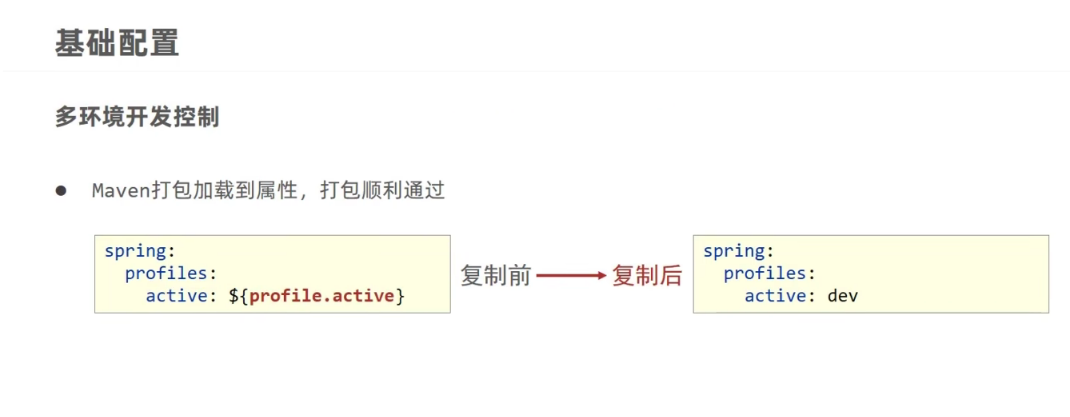 基础配置
多环境开发控制
● Maven打包加载到属性，打包顺利通过
spring:
  profiles:
    active: ${profile.active}
复制前
复制后
spring:
  profiles:
    active: dev